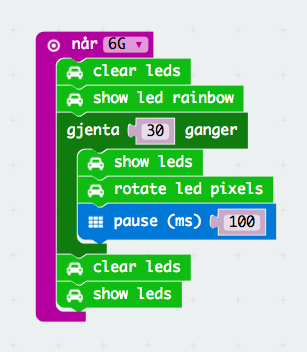 når 6G
clear leds
show led rainbow
gjenta 30 ganger
show leds
rotate led pixels
pause (ms) 100
clear leds
show leds